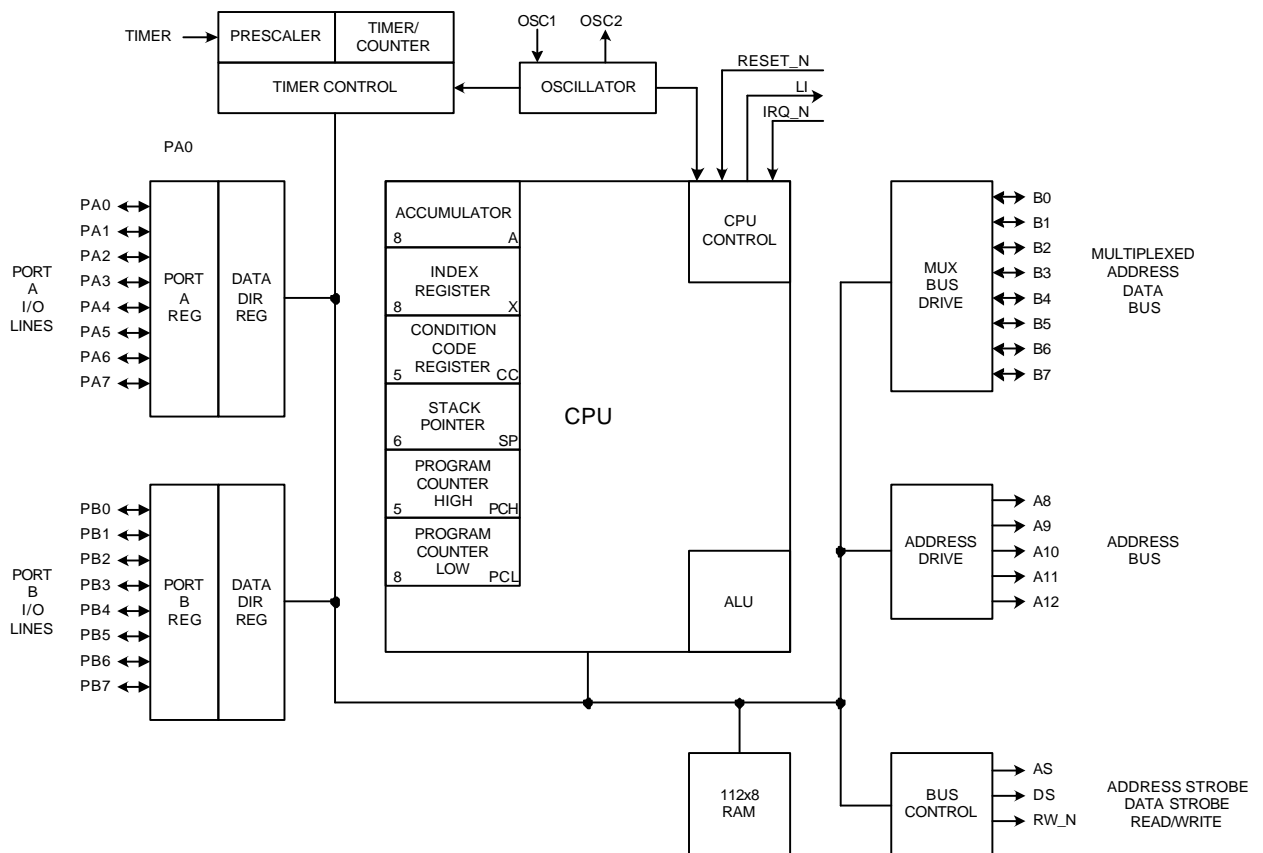 TIMER
PRESCALER
TIMER/
COUNTER
TIMER CONTROL
OSC1
OSC2
OSCILLATOR
RESET_N
LI
IRQ_N
PA0
PORT
A
I/O
LINES
PA0
PA1
PA2
PA3
PA4
PA5
PA6
PA7
PORT
A
REG
DATA
DIR
REG
PORT
B
I/O
LINES
PB0
PB1
PB2
PB3
PB4
PB5
PB6
PB7
PORT
B
REG
DATA
DIR
REG
ACCUMULATOR
8 A
INDEX
REGISTER
8 X
CONDITION
CODE
REGISTER
5 CC
STACK
POINTER
6 SP
PROGRAM
COUNTER
HIGH
5 PCH
PROGRAM
COUNTER
LOW
8 PCL
CPU
CPU
CONTROL
ALU
112x8
RAM
MUX
BUS
DRIVE
B0
B1
B2
B3
B4
B5
B6
B7
MULTIPLEXED
ADDRESS
DATA
BUS
ADDRESS
DRIVE
A8
A9
A10
A11
A12
ADDRESS
BUS
BUS
CONTROL
AS
DS
RW_N
ADDRESS STROBE
DATA STROBE
READ/WRITE